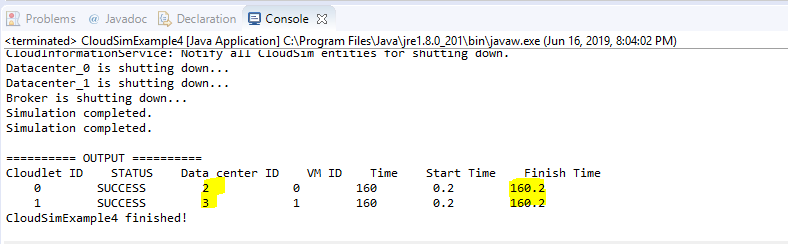 Problems @ Javadoc Declaration Console
<terminated> CloudSimExample4 [Java Application] C:\Program Files\Java\jre1.8.0_201\bin\javaw.exe (Jun 16, 2019, 8:04:02 PM)
CloudInformationService: Notify all CloudSim entities for shutting down.
Datacenter_0 is shutting down...
Datacenter_1 is shutting down...
Broker is shutting down...
Simulation completed.
Simulation completed.
========== OUTPUT ==========
Cloudlet ID STATUS Data center ID VM ID Time Start Time Finish Time
0 SUCCESS 2 0 160 0.2 160.2
1 SUCCESS 3 1 160 0.2 160.2
CloudSimExample4 finished!